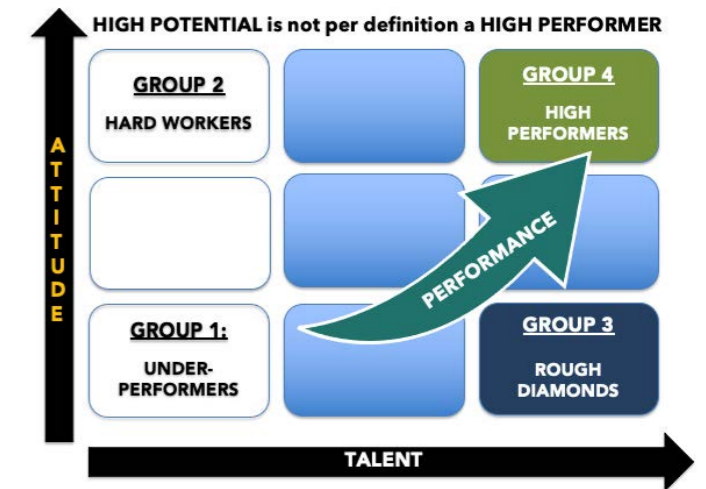 HIGH POTENTIAL is not per definition a HIGH PERFORMER
GROUP 2
HARD WORKERS
GROUP 4
HIGH
PERFORMERS
ATTITUDE
PERFORMANCE
GROUP 1:
UNDER-
PERFORMERS
GROUP 3
ROUGH
DIAMONDS
TALENT